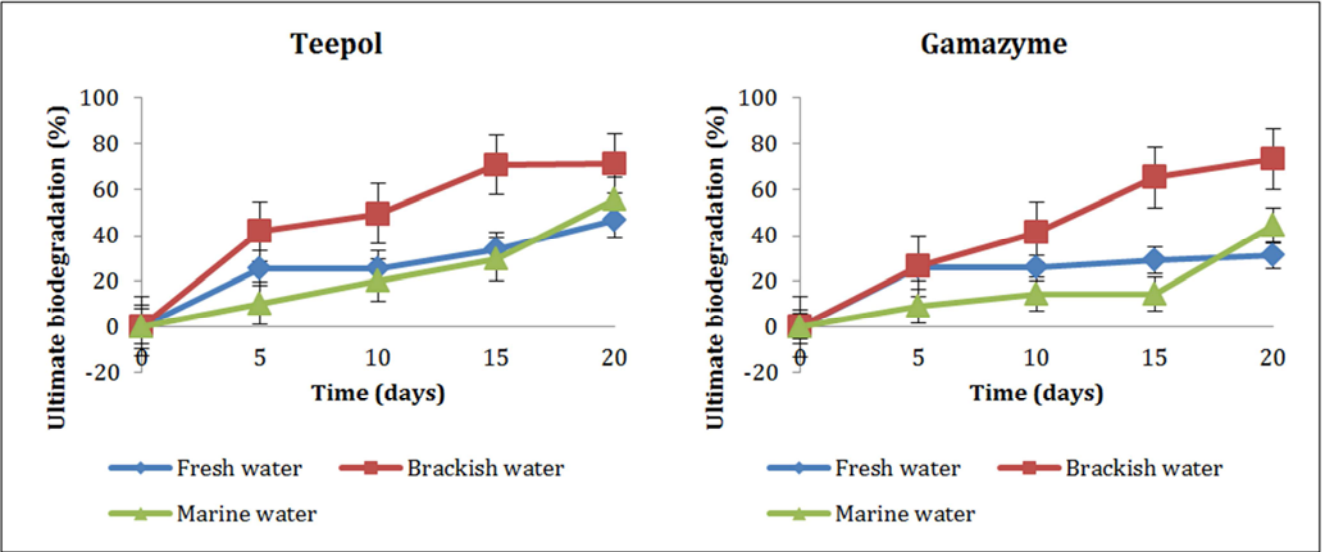 Teepol
Ultimate biodegradation (%)
100
80
60
40
20
0
-20
0 5 10 15 20
Time (days)
Fresh water Brackish water
Marine water
Gamazyme
Ultimate biodegradation (%)
100
80
60
40
20
0
-20
0 5 10 15 20
Time (days)
Fresh water Brackish water
Marine water